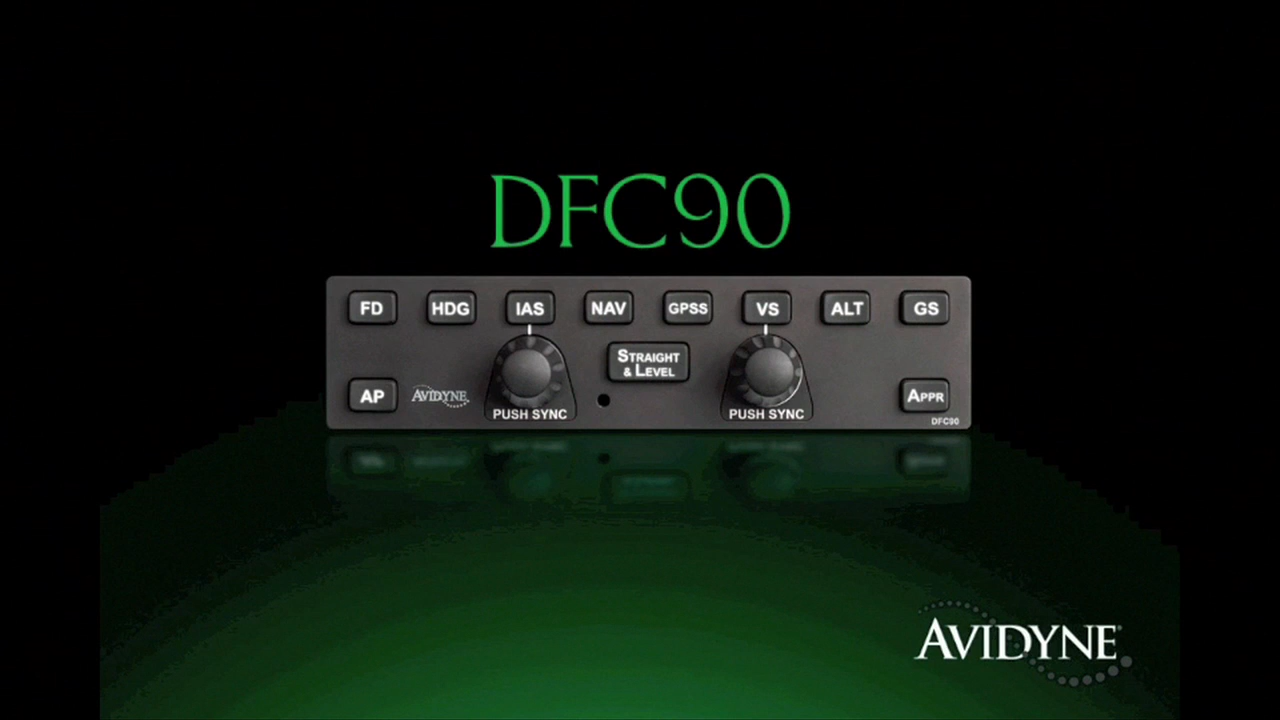 DFC90
FD HDG IAS NAV GPSS VS ALT GS
STRAIGHT
& LEVEL
AP AVIDYNE APPR
PUSH SYNC PUSH SYNC
DFC90
AVIDYNE